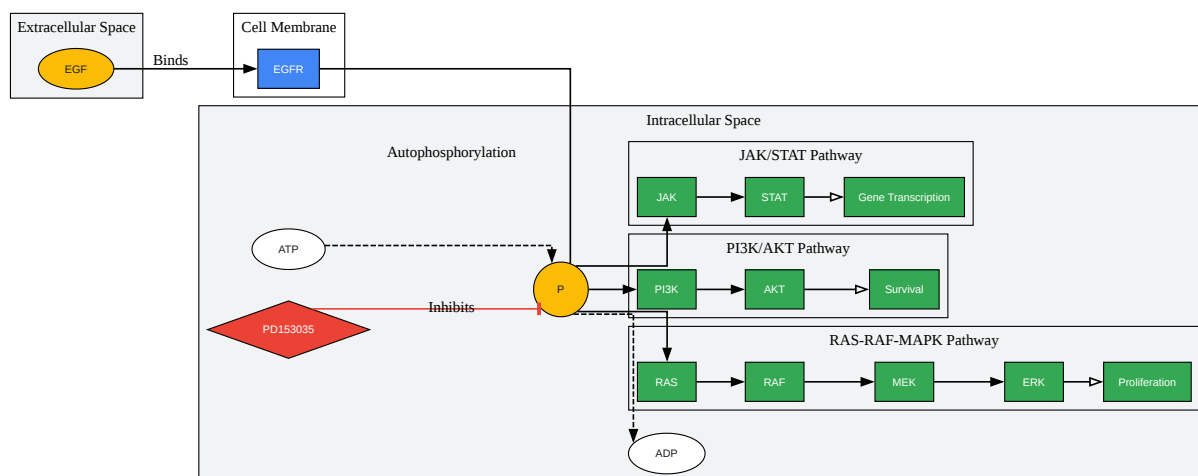 Extracellular Space
Cell Membrane
EGF
Binds
EGFR
Intracellular Space
Autophosphorylation
JAK/STAT Pathway
JAK
STAT
Gene Transcription
ATP
PI3K/AKT Pathway
P
PI3K
AKT
Survival
Inhibits
PD153035
RAS-RAF-MAPK Pathway
RAS
RAF
MEK
ERK
Proliferation
ADP